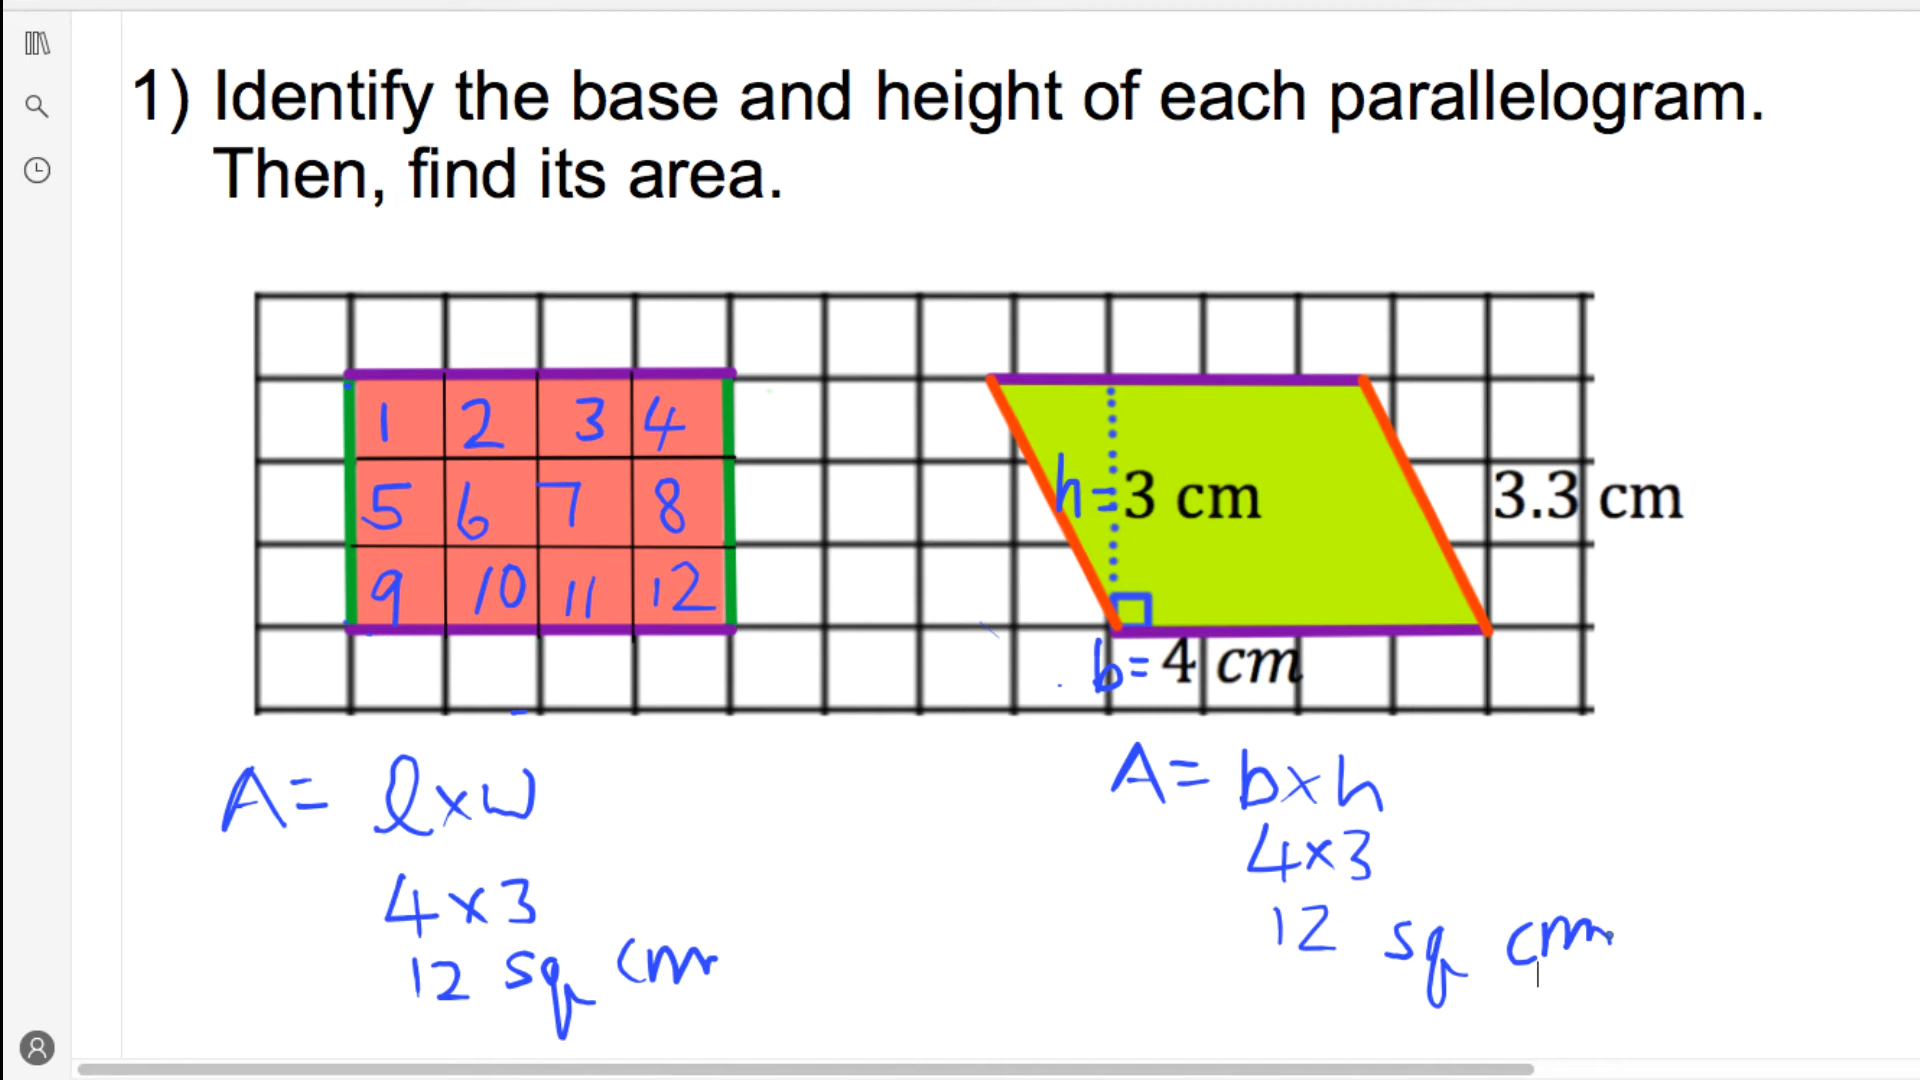 1) Identify the base and height of each parallelogram.
Then, find its area.
1 2 3 4
5 6 7 8
9 10 11 12
h = 3 cm
3.3 cm
b = 4 cm
A = l x w
4 x 3
12 sq cm
A = b x h
4 x 3
12 sq cm